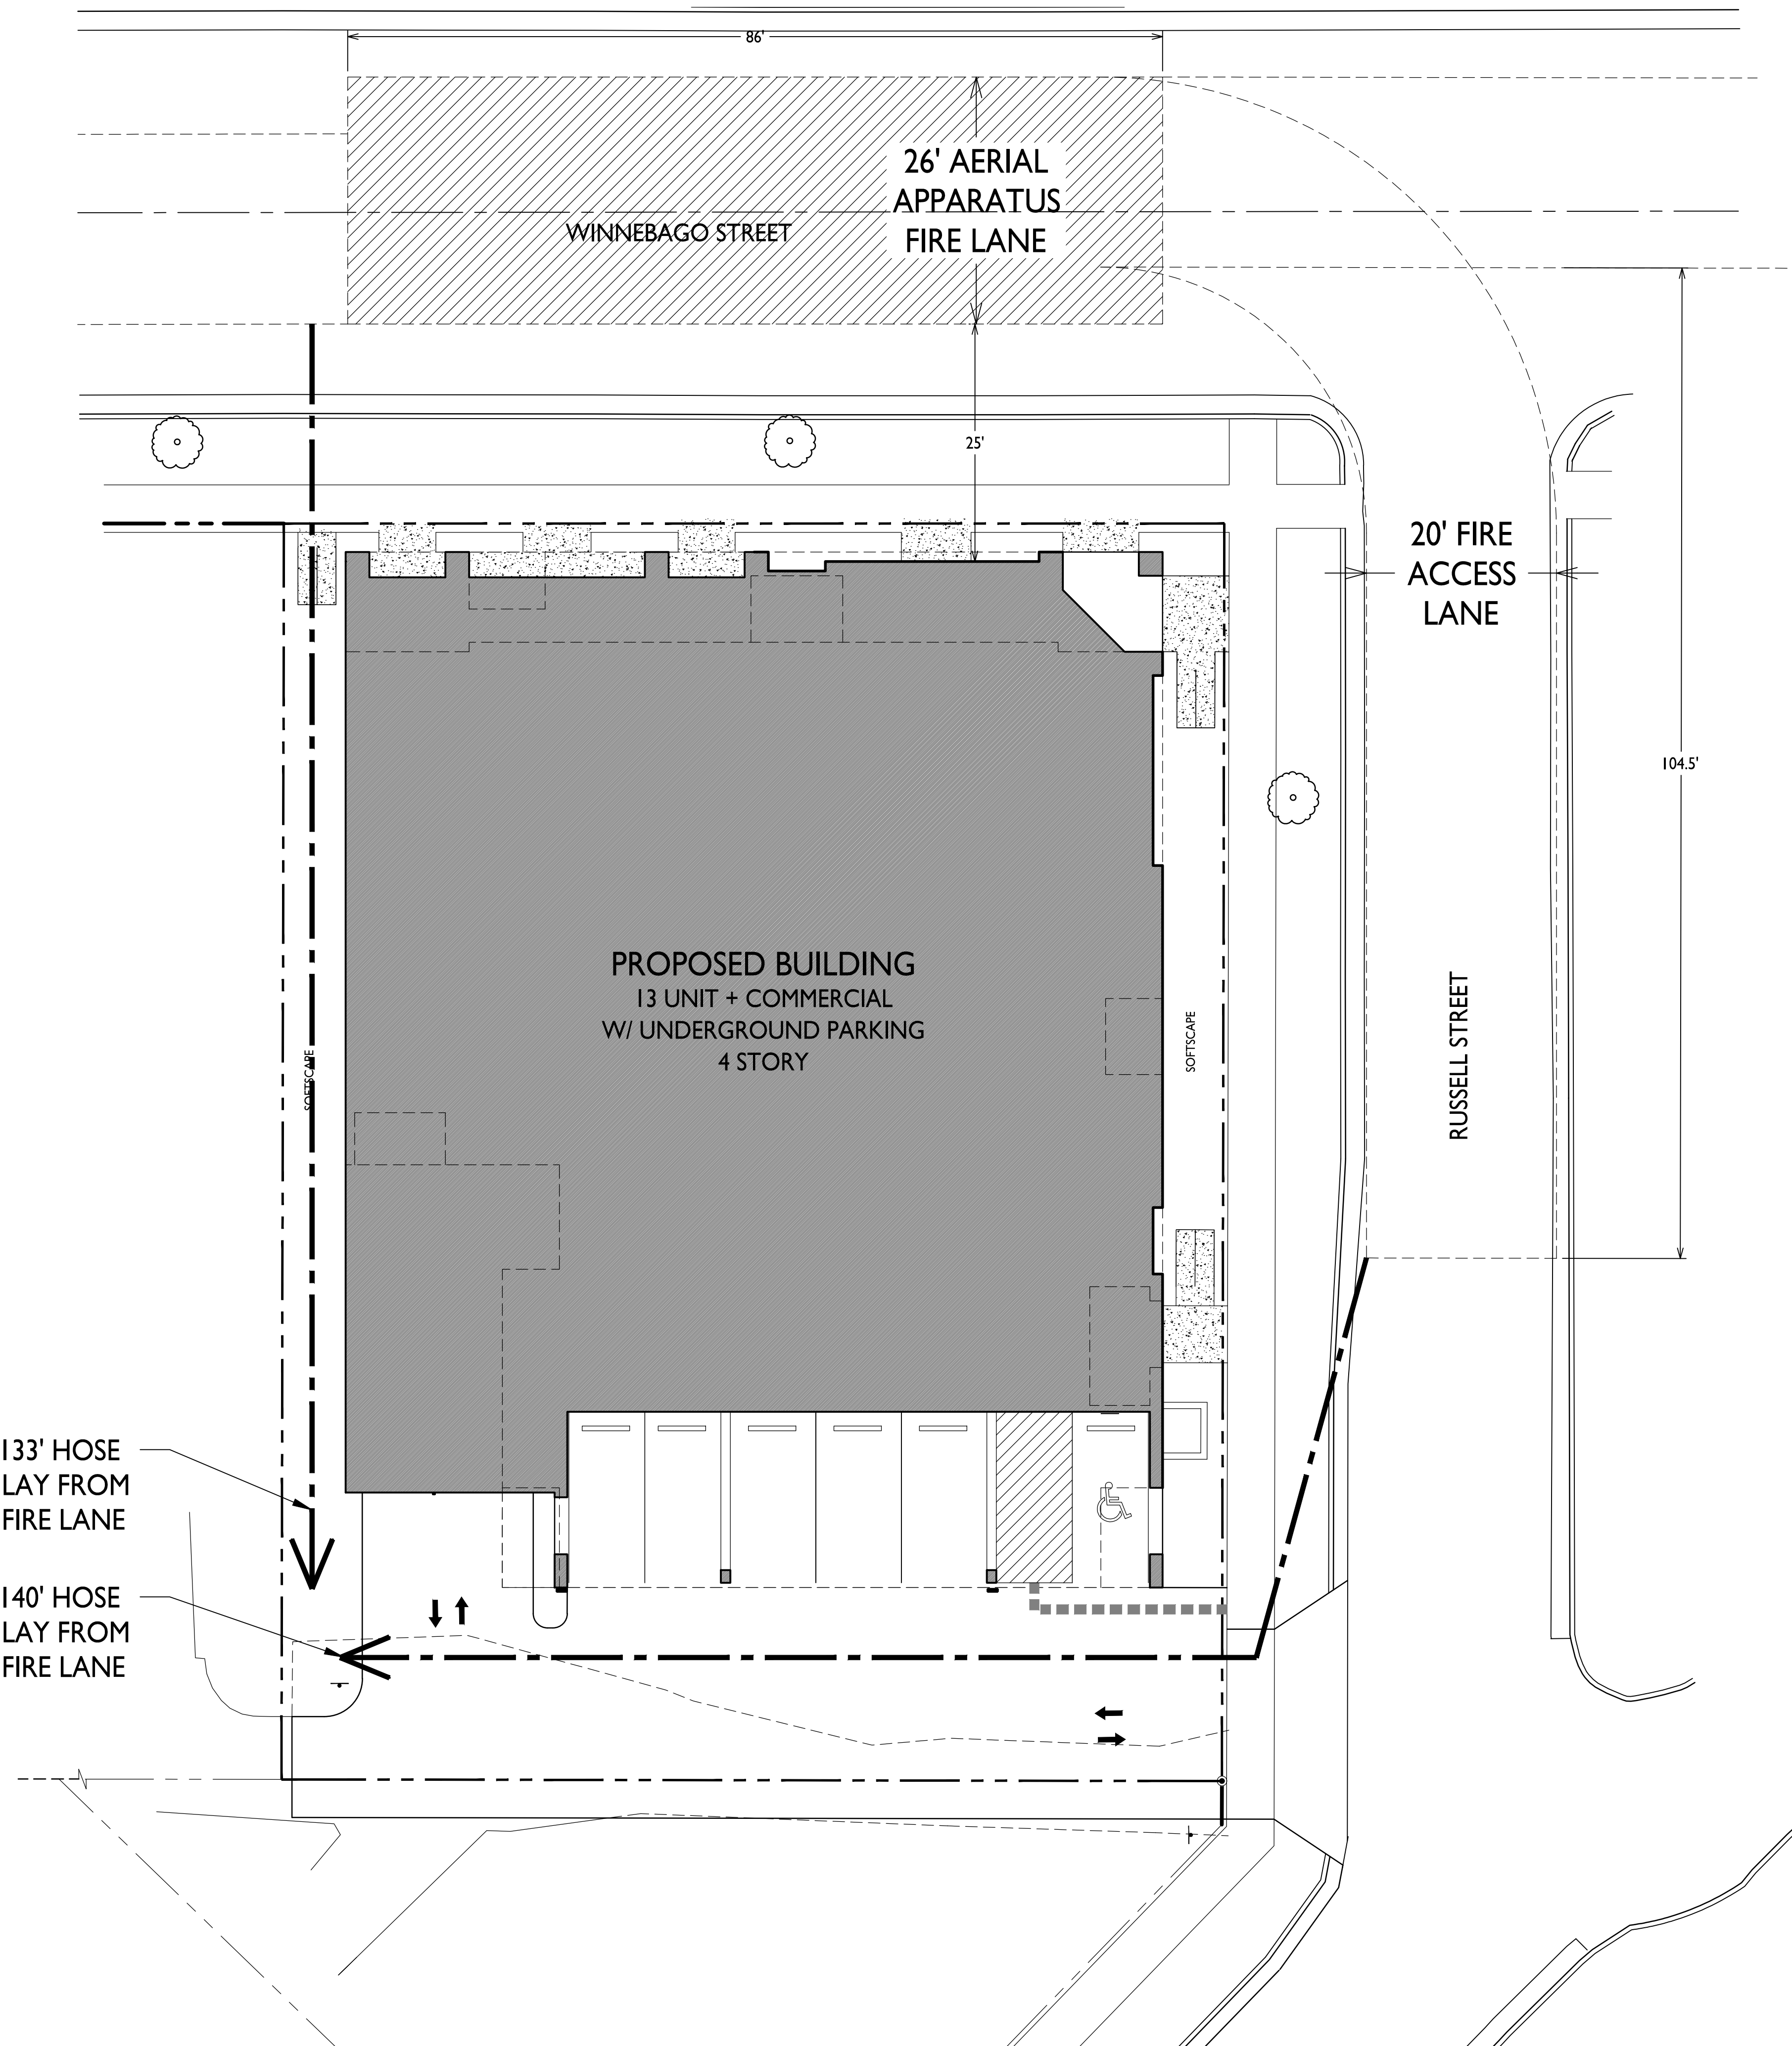 86'
26' AERIAL
APPARATUS
FIRE LANE
WINNEBAGO STREET
25'
20' FIRE
ACCESS
LANE
104.5'
PROPOSED BUILDING
13 UNIT + COMMERCIAL
W/ UNDERGROUND PARKING
4 STORY
SOFTSCAPE
SOFTSCAPE
RUSSELL STREET
133' HOSE
LAY FROM
FIRE LANE
140' HOSE
LAY FROM
FIRE LANE